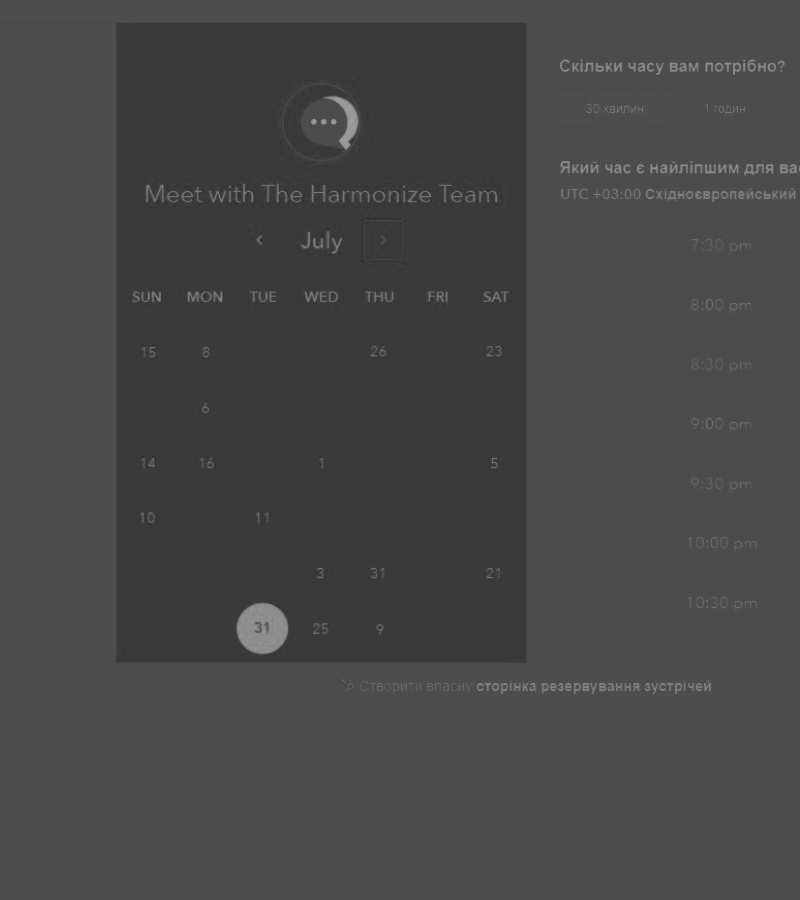 Meet with The Harmonize Team
July
SUN MON TUE WED THU FRI SAT
15 8 26 23
6
14 16 1 5
10 11
3 31 21
31 25 9
Скільки часу вам потрібно?
30 хвилин 1 годин
Який час є найліпшим для вас
UTC +03:00 Східноєвропейський
7:30 pm
8:00 pm
8:30 pm
9:00 pm
9:30 pm
10:00 pm
10:30 pm
Створити власну сторінка резервування зустрічей